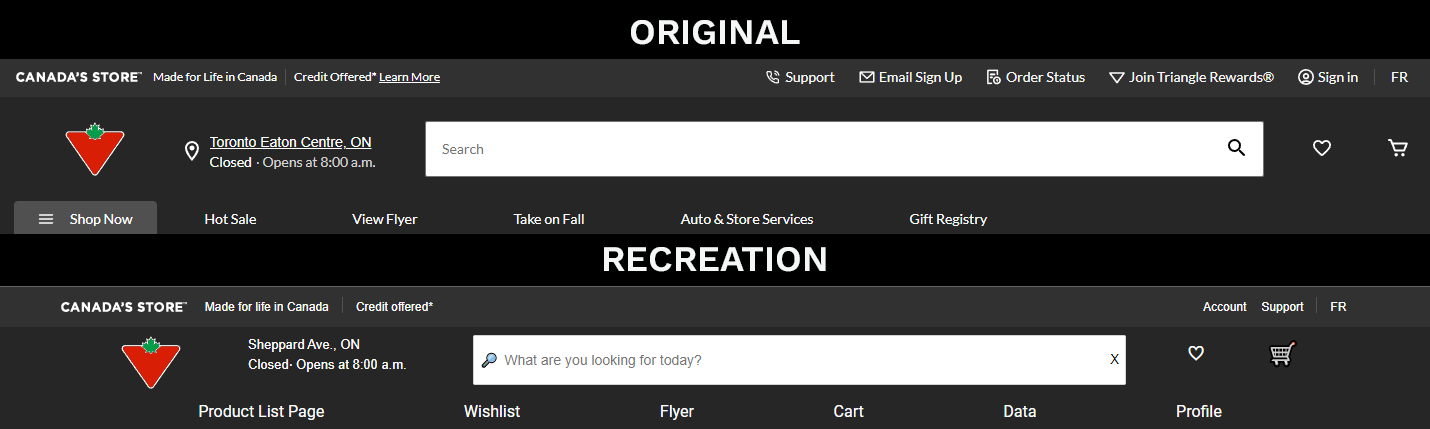 ORIGINAL
CANADA'S STORE™ Made for Life in Canada Credit Offered* Learn More Support Email Sign Up Order Status Join Triangle Rewards® Sign in FR
Toronto Eaton Centre, ON
Closed · Opens at 8:00 a.m.
Search
Shop Now Hot Sale View Flyer Take on Fall Auto & Store Services Gift Registry
RECREATION
CANADA'S STORE™ Made for life in Canada Credit offered* Account Support FR
Sheppard Ave., ON
Closed· Opens at 8:00 a.m.
What are you looking for today? X
Product List Page Wishlist Flyer Cart Data Profile